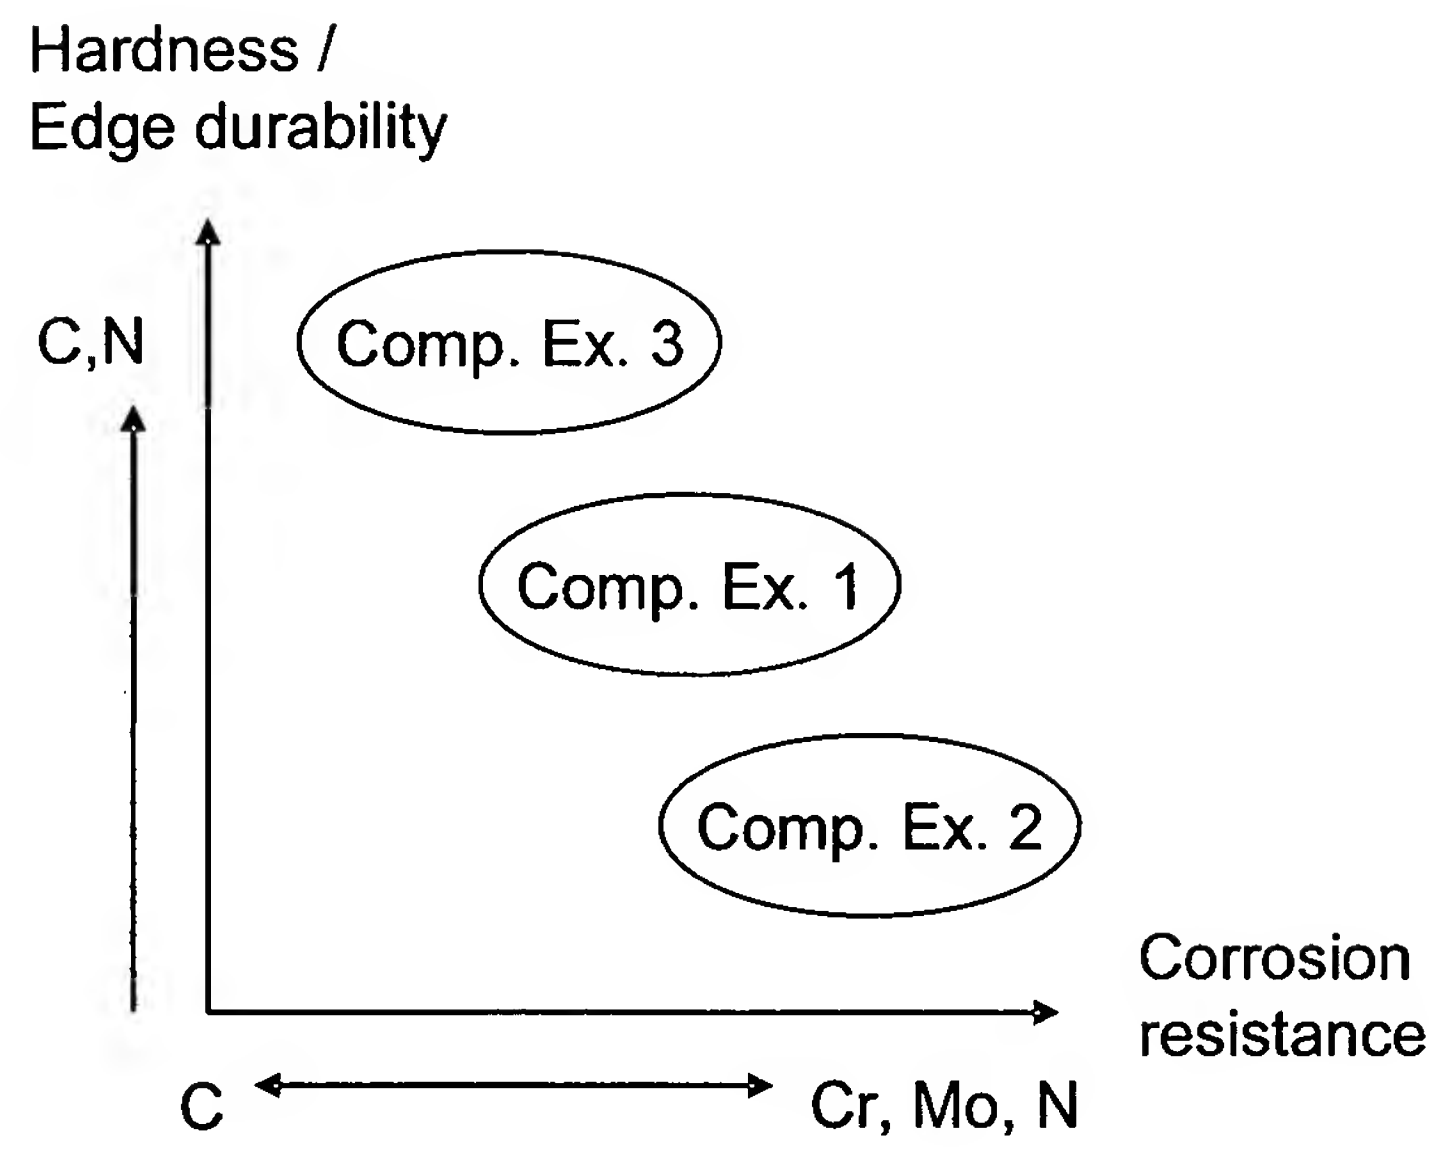 Hardness /
Edge durability
C,N
Comp. Ex. 3
Comp. Ex. 1
Comp. Ex. 2
Corrosion
resistance
C
Cr, Mo, N